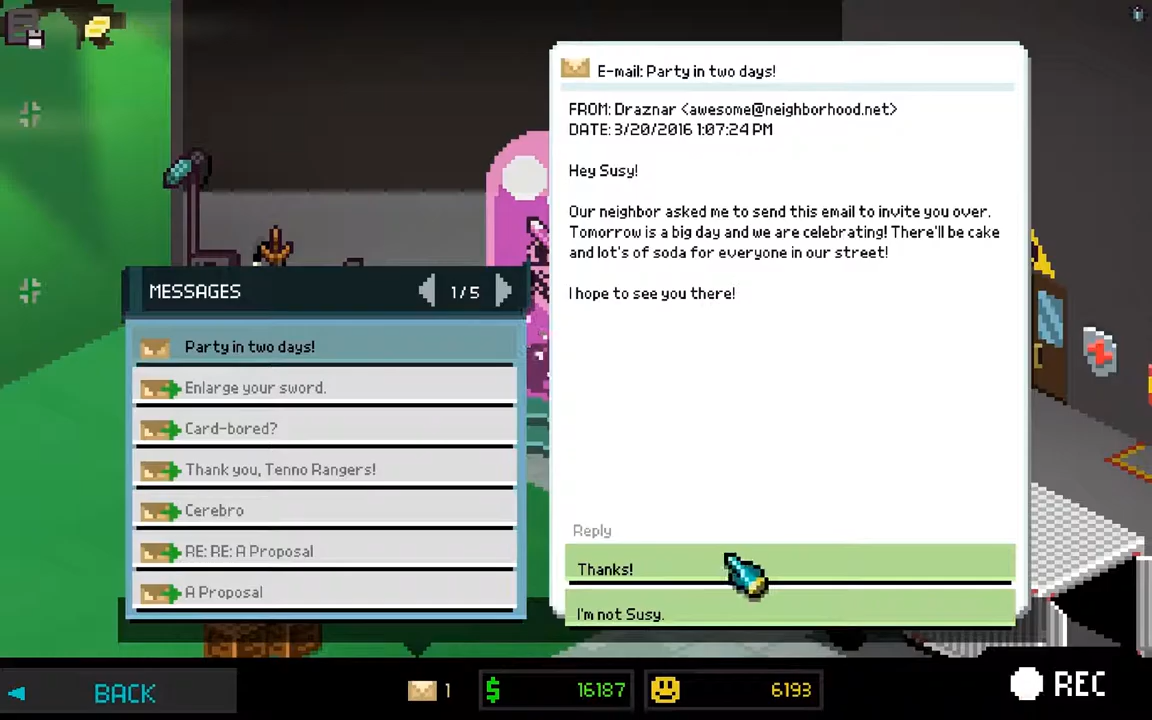 E-mail: Party in two days!
FROM: Draznar <awesome@neighborhood.net>
DATE: 3/20/2016 1:07:24 PM
Hey Susy!
Our neighbor asked me to send this email to invite you over.
Tomorrow is a big day and we are celebrating! There'll be cake
and lot's of soda for everyone in our street!
I hope to see you there!
Reply
Thanks!
I'm not Susy.
MESSAGES
1/5
Party in two days!
Enlarge your sword.
Card-bored?
Thank you, Tenno Rangers!
Cerebro
RE: RE: A Proposal
A Proposal
BACK
1
$ 16187
6193
REC